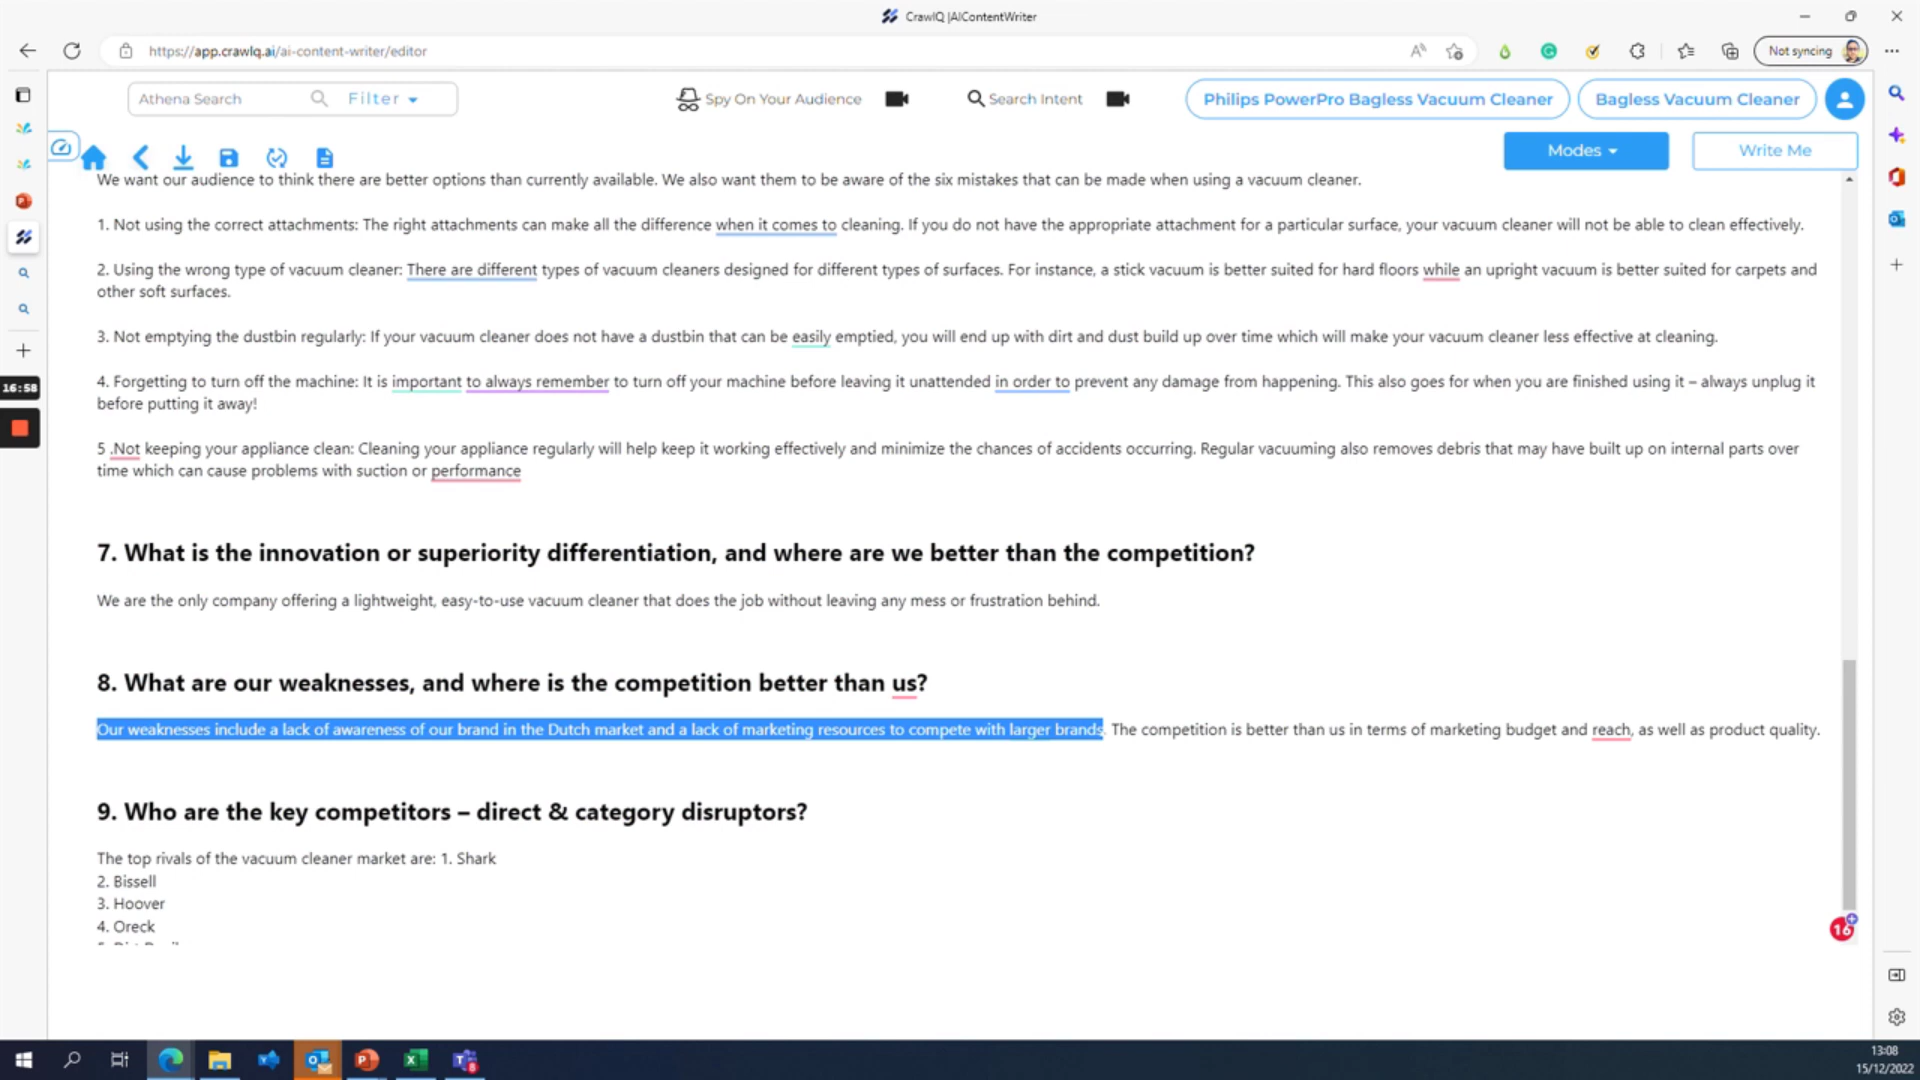 CrawlQ |AIContentWriter
https://app.crawlq.ai/ai-content-writer/editor
Not syncing
Athena Search
Filter
Spy On Your Audience
Search Intent
Philips PowerPro Bagless Vacuum Cleaner
Bagless Vacuum Cleaner
Modes
Write Me
We want our audience to think there are better options than currently available. We also want them to be aware of the six mistakes that can be made when using a vacuum cleaner.
1. Not using the correct attachments: The right attachments can make all the difference when it comes to cleaning. If you do not have the appropriate attachment for a particular surface, your vacuum cleaner will not be able to clean effectively.
2. Using the wrong type of vacuum cleaner: There are different types of vacuum cleaners designed for different types of surfaces. For instance, a stick vacuum is better suited for hard floors while an upright vacuum is better suited for carpets and
other soft surfaces.
3. Not emptying the dustbin regularly: If your vacuum cleaner does not have a dustbin that can be easily emptied, you will end up with dirt and dust build up over time which will make your vacuum cleaner less effective at cleaning.
16:58
4. Forgetting to turn off the machine: It is important to always remember to turn off your machine before leaving it unattended in order to prevent any damage from happening. This also goes for when you are finished using it – always unplug it
before putting it away!
5 .Not keeping your appliance clean: Cleaning your appliance regularly will help keep it working effectively and minimize the chances of accidents occurring. Regular vacuuming also removes debris that may have built up on internal parts over
time which can cause problems with suction or performance
7. What is the innovation or superiority differentiation, and where are we better than the competition?
We are the only company offering a lightweight, easy-to-use vacuum cleaner that does the job without leaving any mess or frustration behind.
8. What are our weaknesses, and where is the competition better than us?
Our weaknesses include a lack of awareness of our brand in the Dutch market and a lack of marketing resources to compete with larger brands. The competition is better than us in terms of marketing budget and reach, as well as product quality.
9. Who are the key competitors – direct & category disruptors?
The top rivals of the vacuum cleaner market are: 1. Shark
2. Bissell
3. Hoover
4. Oreck
5. Dirt Devil
16
13:08
15/12/2022